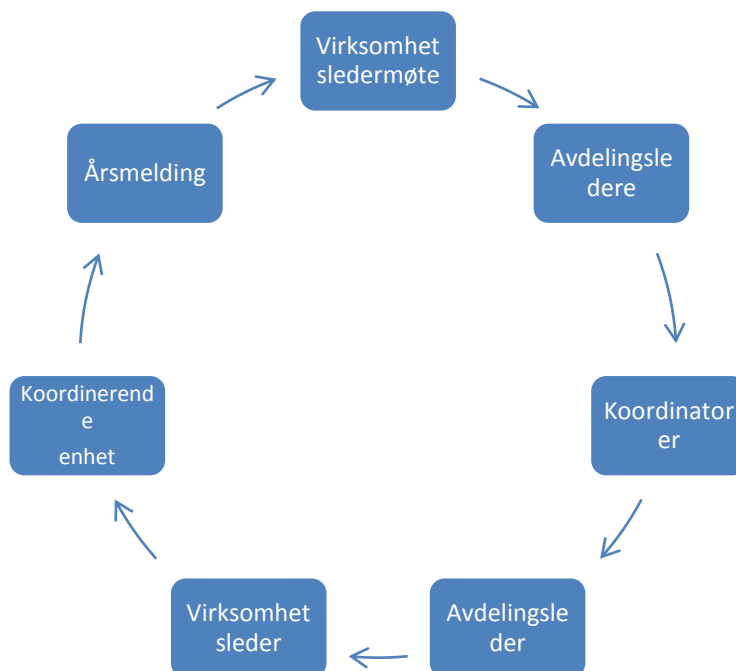 Virksomhet
sledermøte
Avdelingsle
dere
Koordinator
er
Avdelingsle
der
Virksomhet
sleder
Koordinerend
e
enhet
Årsmelding